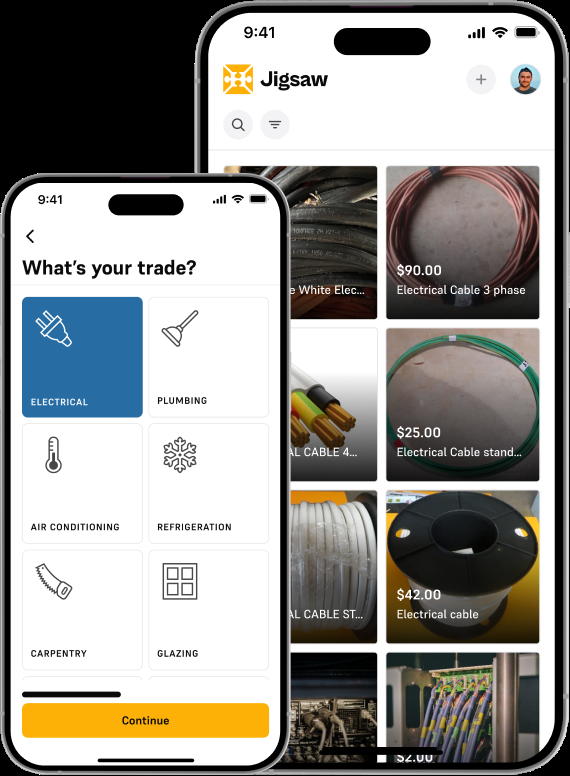 9:41
Jigsaw
e White Elec...
$90.00
Electrical Cable 3 phase
AL CABLE 4...
$25.00
Electrical Cable stand...
AL CABLE ST...
$42.00
Electrical cable
$2.00
9:41
What's your trade?
ELECTRICAL
PLUMBING
AIR CONDITIONING
REFRIGERATION
CARPENTRY
GLAZING
Continue